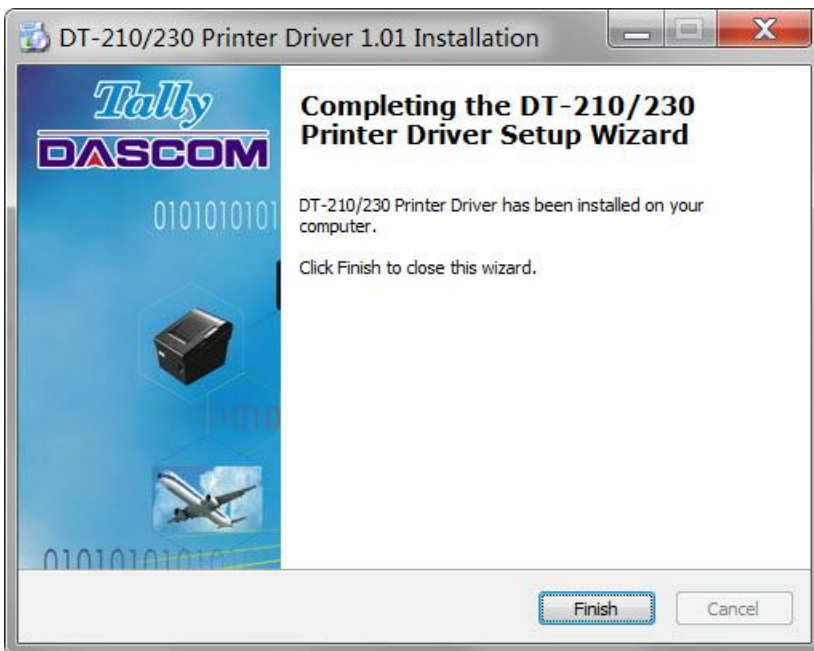 DT-210/230 Printer Driver 1.01 Installation
Tally
DASCOM
0101010101
Completing the DT-210/230
Printer Driver Setup Wizard
DT-210/230 Printer Driver has been installed on your
computer.
Click Finish to close this wizard.
Finish
Cancel